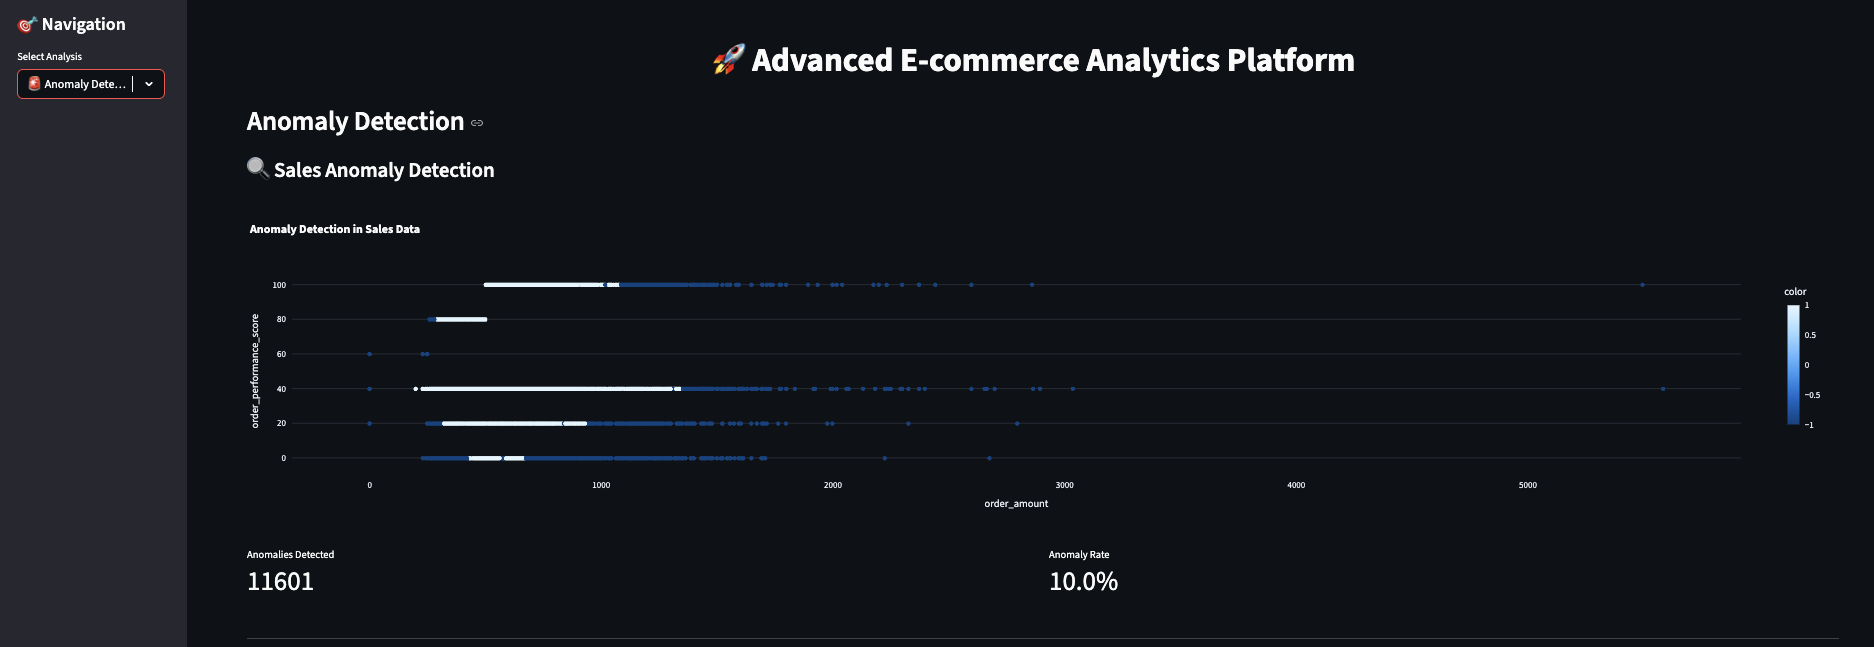 🎯 Navigation
Select Analysis
🚨 Anomaly Dete...
🚀 Advanced E-commerce Analytics Platform
Anomaly Detection
🔍 Sales Anomaly Detection
Anomaly Detection in Sales Data
100
80
60
40
20
0
order_performance_score
0 1000 2000 3000 4000 5000
order_amount
color
1
0.5
0
−0.5
−1
Anomalies Detected
11601
Anomaly Rate
10.0%